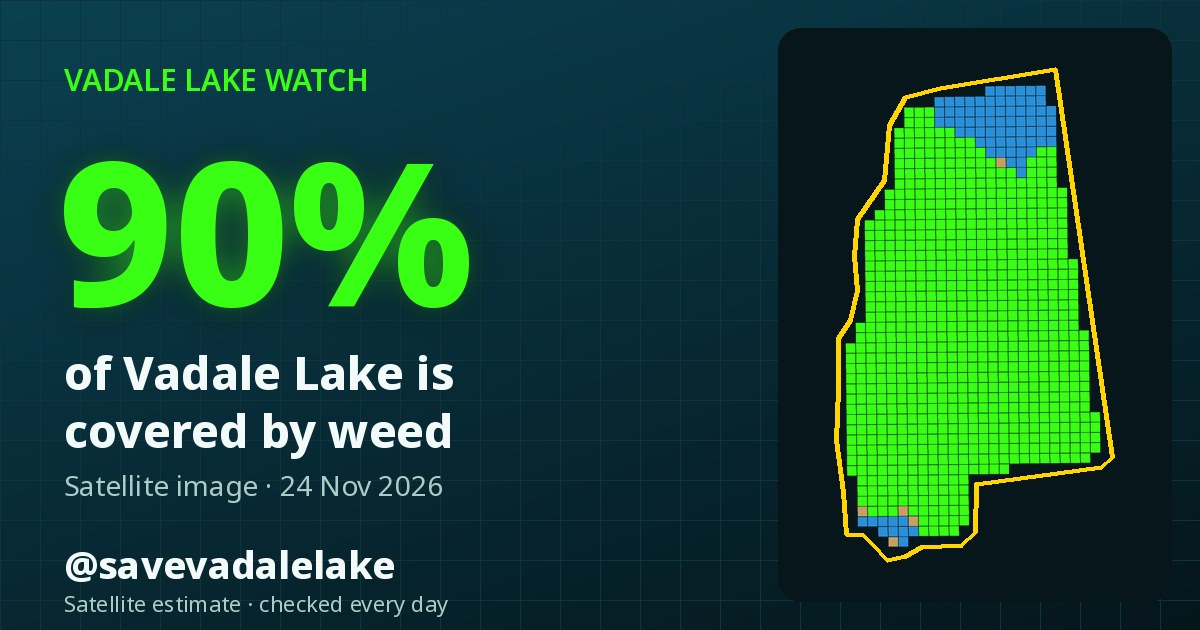 VADALE LAKE WATCH
90%
of Vadale Lake is
covered by weed
Satellite image · 24 Nov 2026
@savevadalelake
Satellite estimate · checked every day